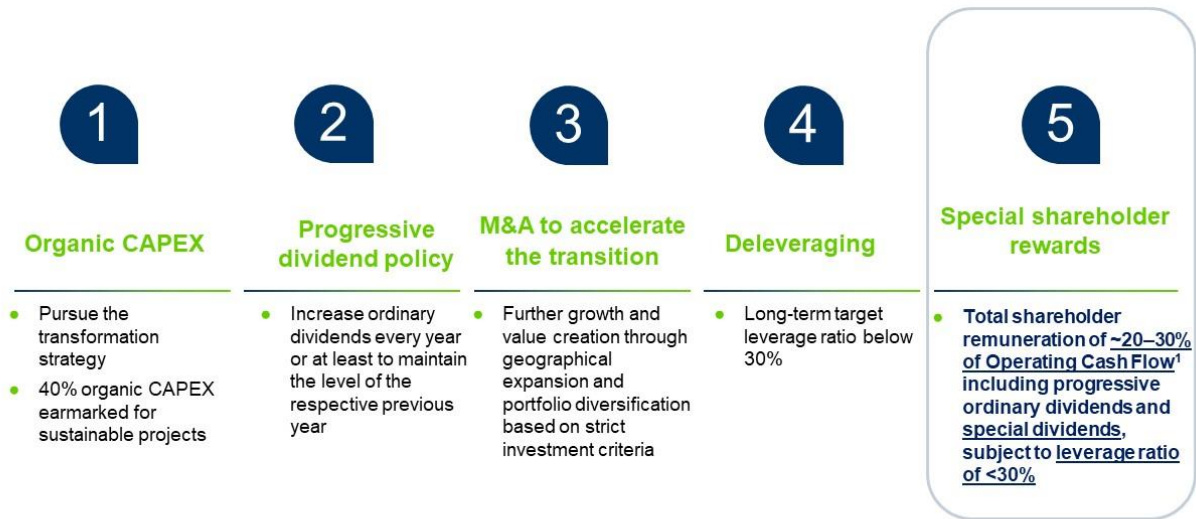 1
Organic CAPEX
● Pursue the
transformation
strategy
● 40% organic CAPEX
earmarked for
sustainable projects
2
Progressive
dividend policy
● Increase ordinary
dividends every year
or at least to maintain
the level of the
respective previous
year
3
M&A to accelerate
the transition
● Further growth and
value creation through
geographical
expansion and
portfolio diversification
based on strict
investment criteria
4
Deleveraging
● Long-term target
leverage ratio below
30%
5
Special shareholder
rewards
● Total shareholder
remuneration of ~20–30%
of Operating Cash Flow¹
including progressive
ordinary dividends and
special dividends,
subject to leverage ratio
of <30%